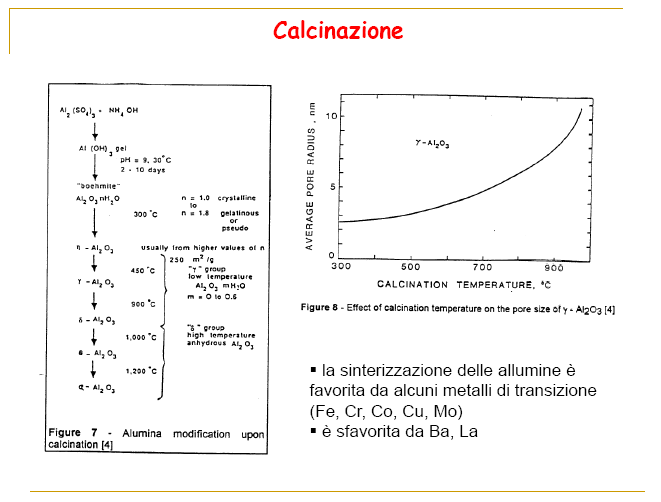 Calcinazione
Al2(SO4)3 + NH4OH
Al(OH)3 gel
pH = 9, 30°C
2 - 10 days
"boehmite"
Al2O3 nH2O
n = 1.0 crystalline
to
300 °C
n = 1.8 gelatinous
or
pseudo
η - Al2O3
usually from higher values of n
250 m2/g
450 °C
"γ" group
low temperature
γ - Al2O3
Al2O3 mH2O
m = 0 to 0.6
900 °C
δ - Al2O3
"δ" group
1,000 °C
high temperature
anhydrous Al2O3
θ - Al2O3
1,200 °C
α - Al2O3
Figure 7 - Alumina modification upon
calcination [4]
AVERAGE PORE RADIUS, nm
10
5
0
γ-Al2O3
300 500 700 900
CALCINATION TEMPERATURE, °C
Figure 8 - Effect of calcination temperature on the pore size of γ - Al2O3 [4]
▪ la sinterizzazione delle allumine è
favorita da alcuni metalli di transizione
(Fe, Cr, Co, Cu, Mo)
▪ è sfavorita da Ba, La